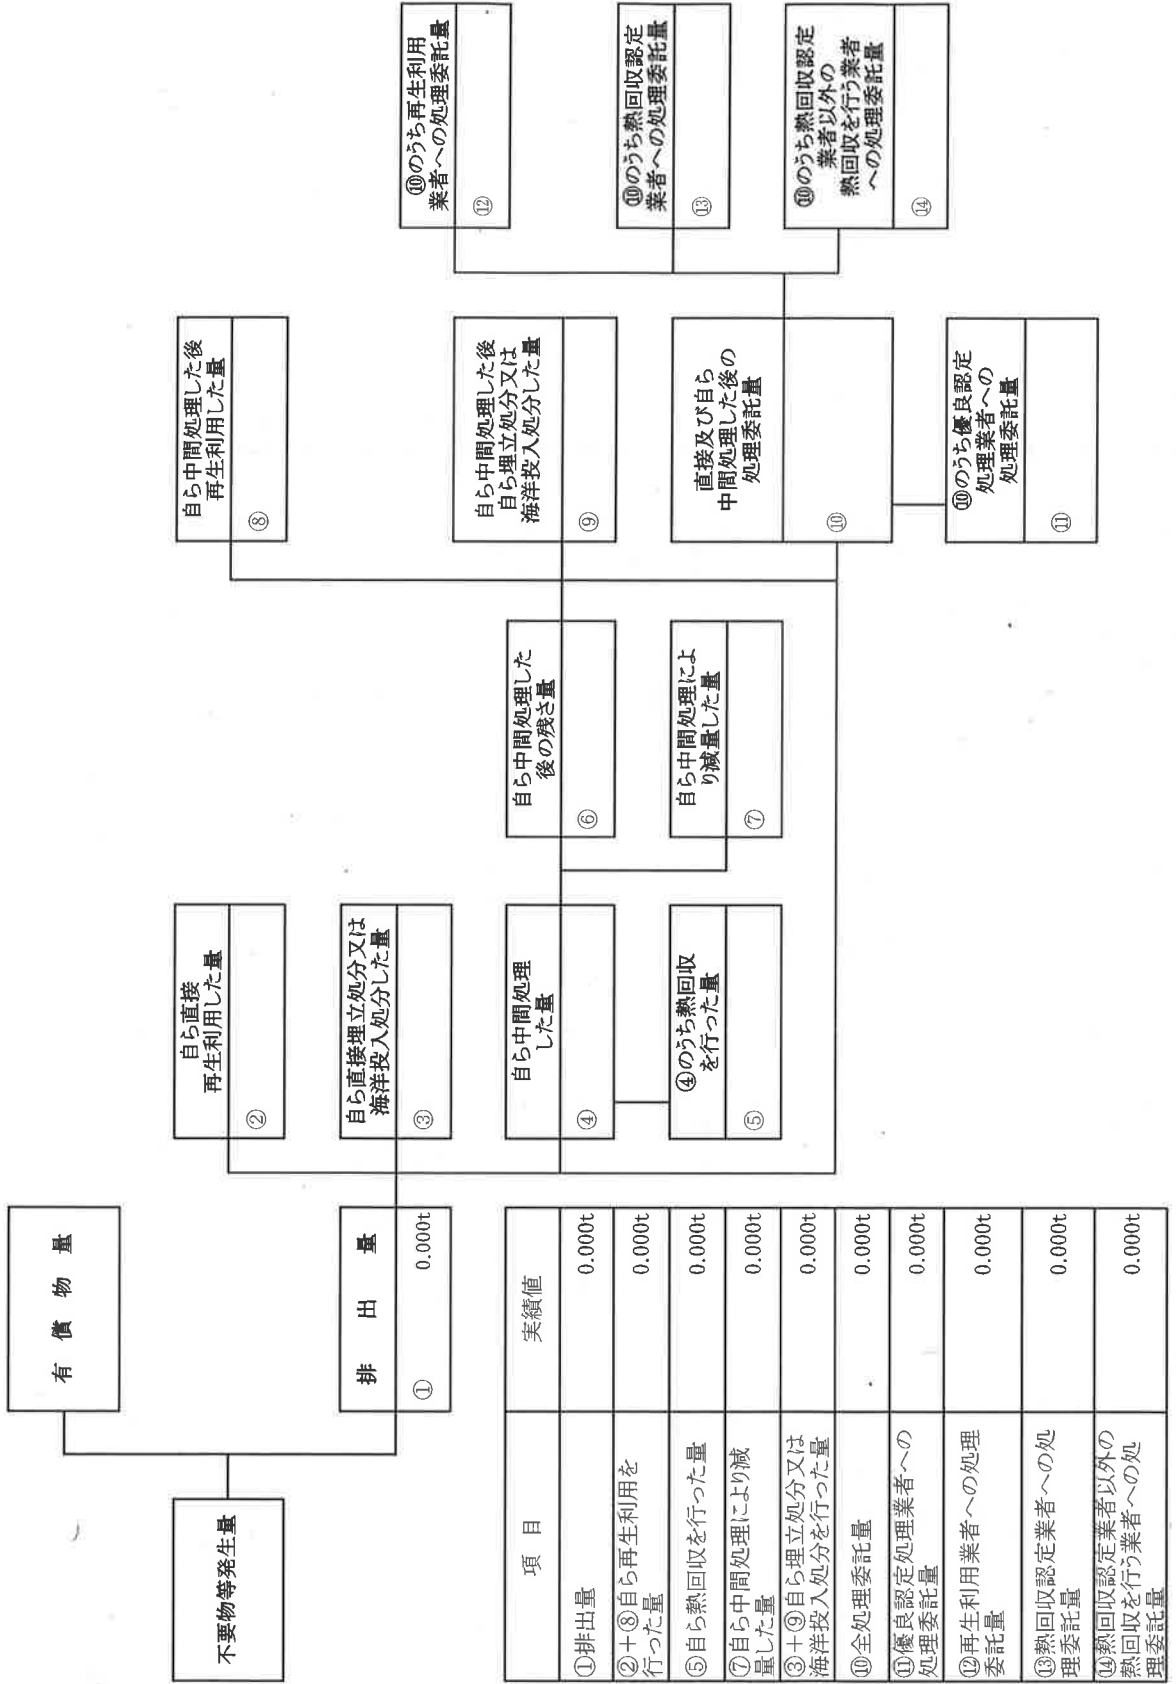 不要物等発生量
有償物量
排出量
① 0.000t
自ら直接
再生利用した量
②
自ら直接埋立処分又は
海洋投入処分した量
③
自ら中間処理
した量
④
④のうち熱回収
を行った量
⑤
自ら中間処理した
後の残さ量
⑥
自ら中間処理によ
り減量した量
⑦
自ら中間処理した後
再生利用した量
⑧
自ら中間処理した後
自ら埋立処分又は
海洋投入処分した量
⑨
直接及び自ら
中間処理した後の
処理委託量
⑩
⑩のうち優良認定
処理業者への
処理委託量
⑪
⑩のうち再生利用
業者への処理委託量
⑫
⑩のうち熱回収認定
業者への処理委託量
⑬
⑩のうち熱回収認定
業者以外の
熱回収を行う業者
への処理委託量
⑭
項目 実績値
①排出量 0.000t
②+⑧自ら再生利用を
行った量 0.000t
⑤自ら熱回収を行った量 0.000t
⑦自ら中間処理により減
量した量 0.000t
③+⑨自ら埋立処分又は
海洋投入処分を行った量 0.000t
⑩全処理委託量 0.000t
⑪優良認定処理業者への
処理委託量 0.000t
⑫再生利用業者への処理
委託量 0.000t
⑬熱回収認定業者への処
理委託量 0.000t
⑭熱回収認定業者以外の
熱回収を行う業者への処
理委託量 0.000t